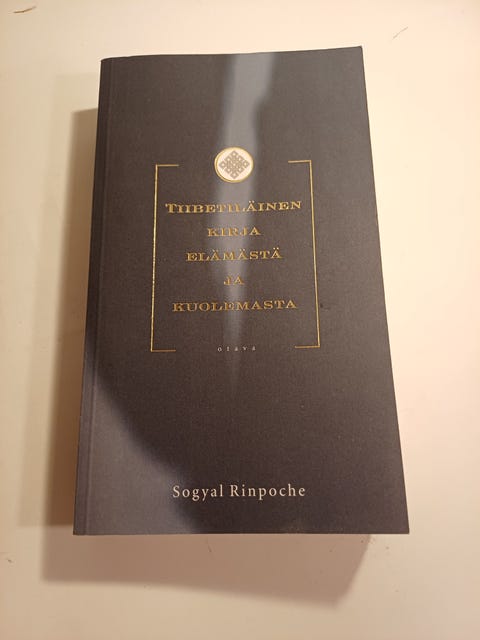 TIIBETILÄINEN
KIRJA
ELÄMÄSTÄ
JA
KUOLEMASTA
otava
Sogyal Rinpoche